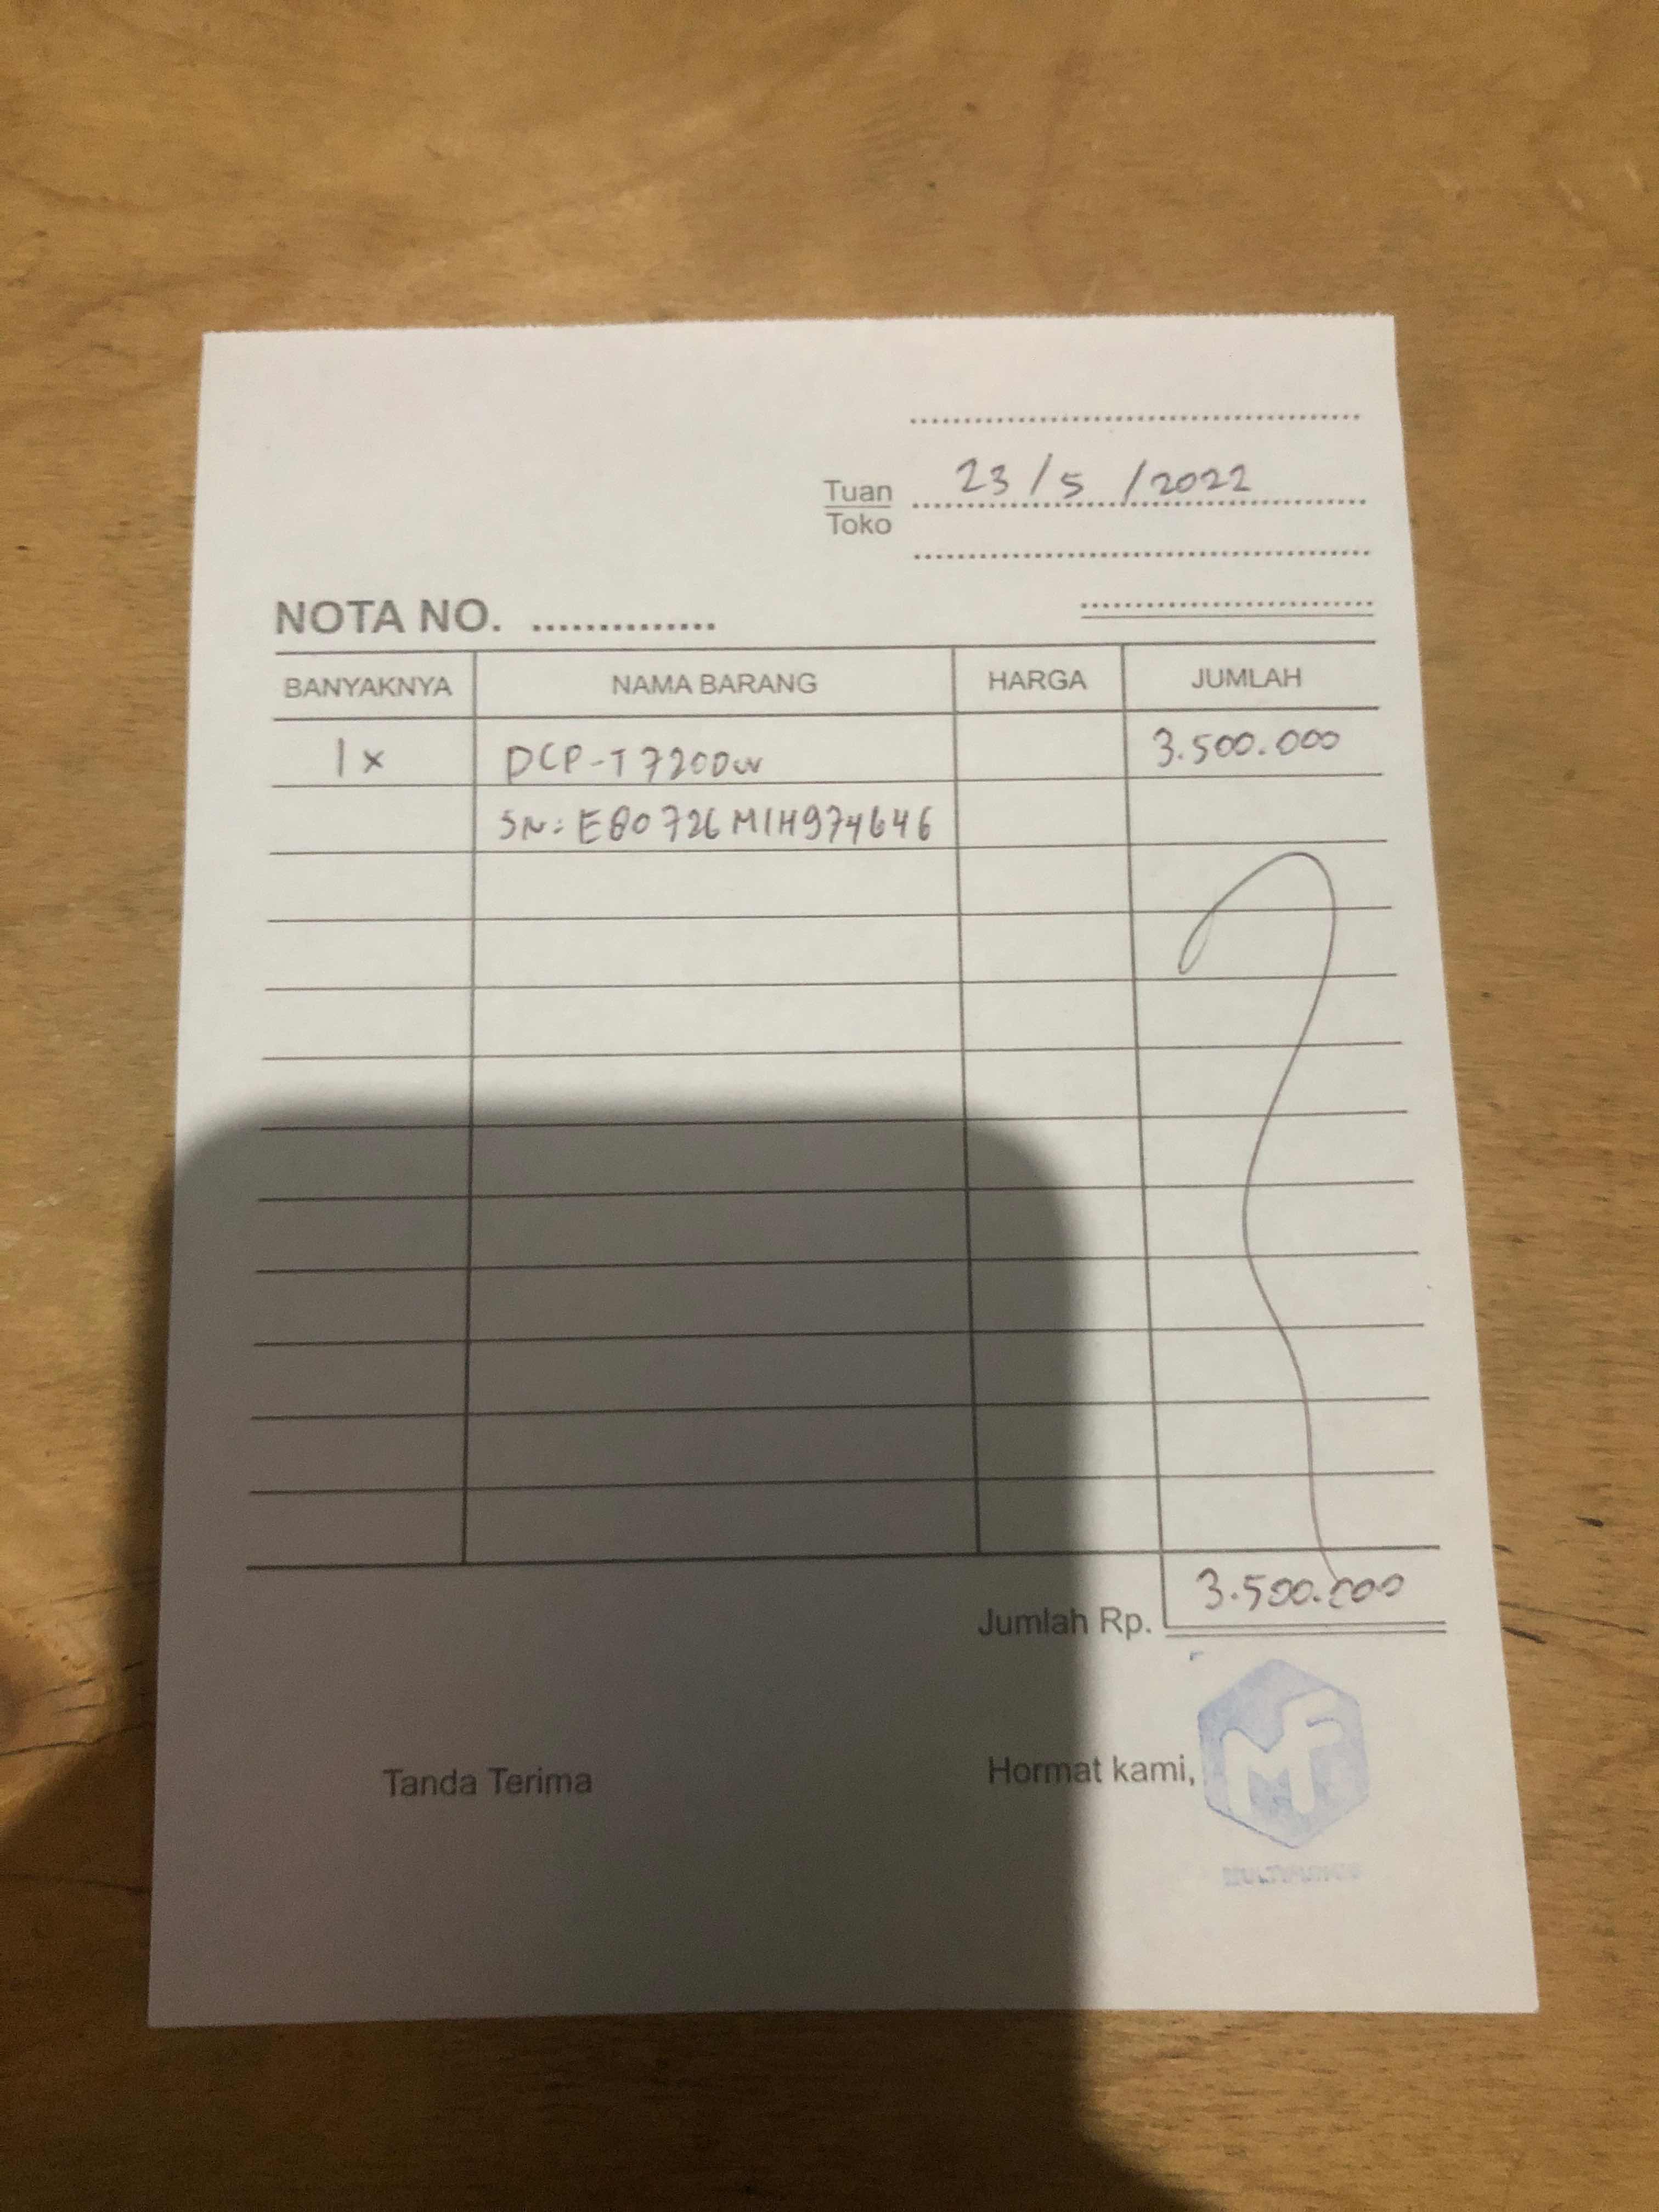 23/5/2022
Tuan
Toko
NOTA NO. ..............
BANYAKNYA NAMA BARANG HARGA JUMLAH
1x DCP-T7200w 3.500.000
SN: E80726M1H974646
Jumlah Rp. 3.500.000
Tanda Terima Hormat kami,
MF